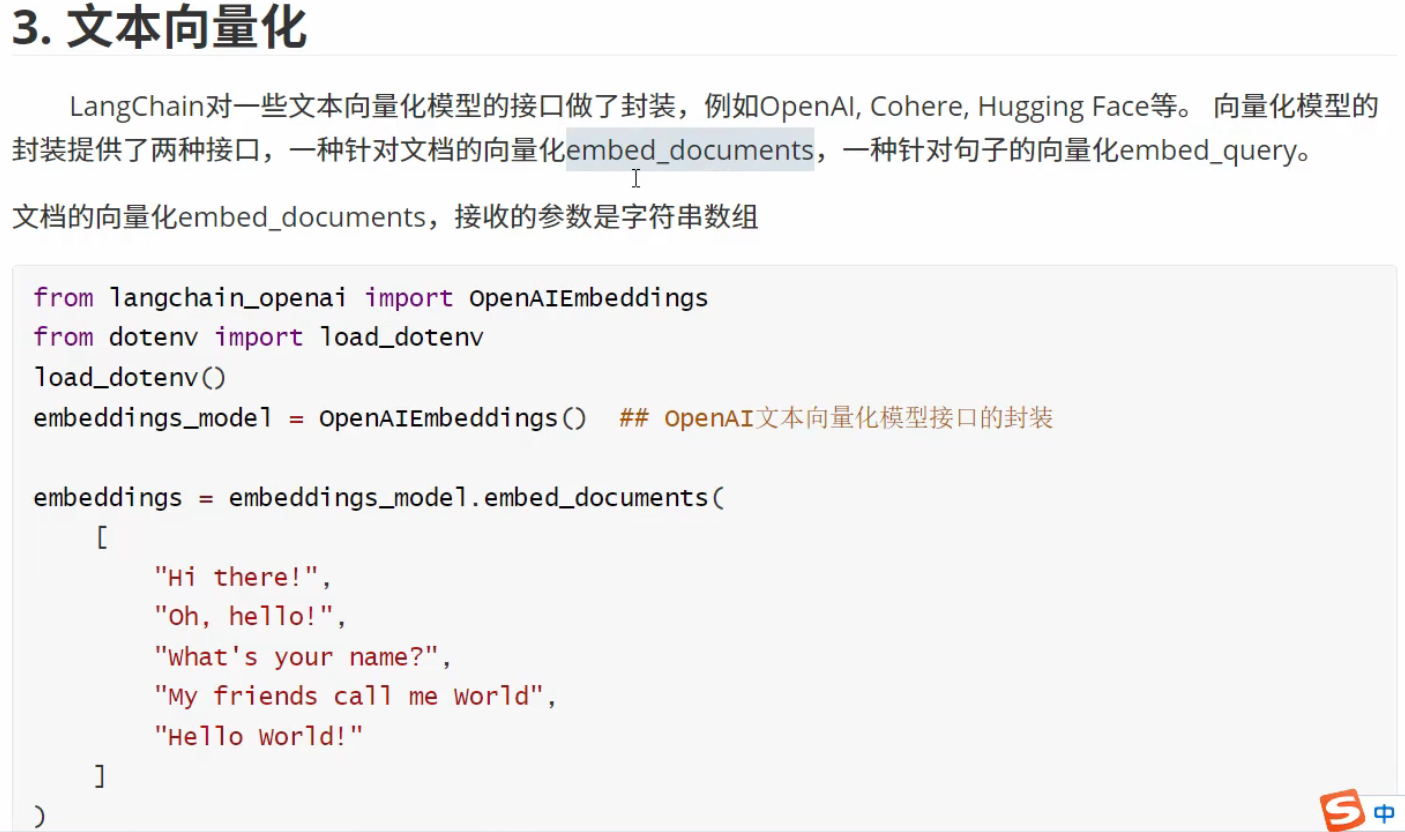 3. 文本向量化
LangChain对一些文本向量化模型的接口做了封装，例如OpenAI, Cohere, Hugging Face等。 向量化模型的
封装提供了两种接口，一种针对文档的向量化embed_documents，一种针对句子的向量化embed_query。
文档的向量化embed_documents，接收的参数是字符串数组
from langchain_openai import OpenAIEmbeddings
from dotenv import load_dotenv
load_dotenv()
embeddings_model = OpenAIEmbeddings()  ## OpenAI文本向量化模型接口的封装
embeddings = embeddings_model.embed_documents(
    [
        "Hi there!",
        "Oh, hello!",
        "What's your name?",
        "My friends call me World",
        "Hello World!"
    ]
)
S 中